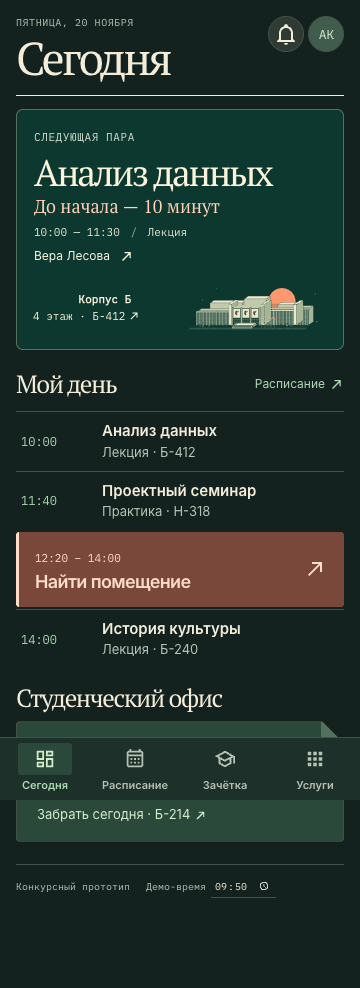 ПЯТНИЦА, 20 НОЯБРЯ
Сегодня
АК
СЛЕДУЮЩАЯ ПАРА
Анализ данных
До начала — 10 минут
10:00 — 11:30 / Лекция
Вера Лесова
Корпус Б
4 этаж · Б-412
Мой день
Расписание
10:00
Анализ данных
Лекция · Б-412
11:40
Проектный семинар
Практика · Н-318
12:20 — 14:00
Найти помещение
14:00
История культуры
Лекция · Б-240
Студенческий офис
Сегодня
Расписание
Зачётка
Услуги
Забрать сегодня · Б-214
Конкурсный прототип
Демо-время 09:50